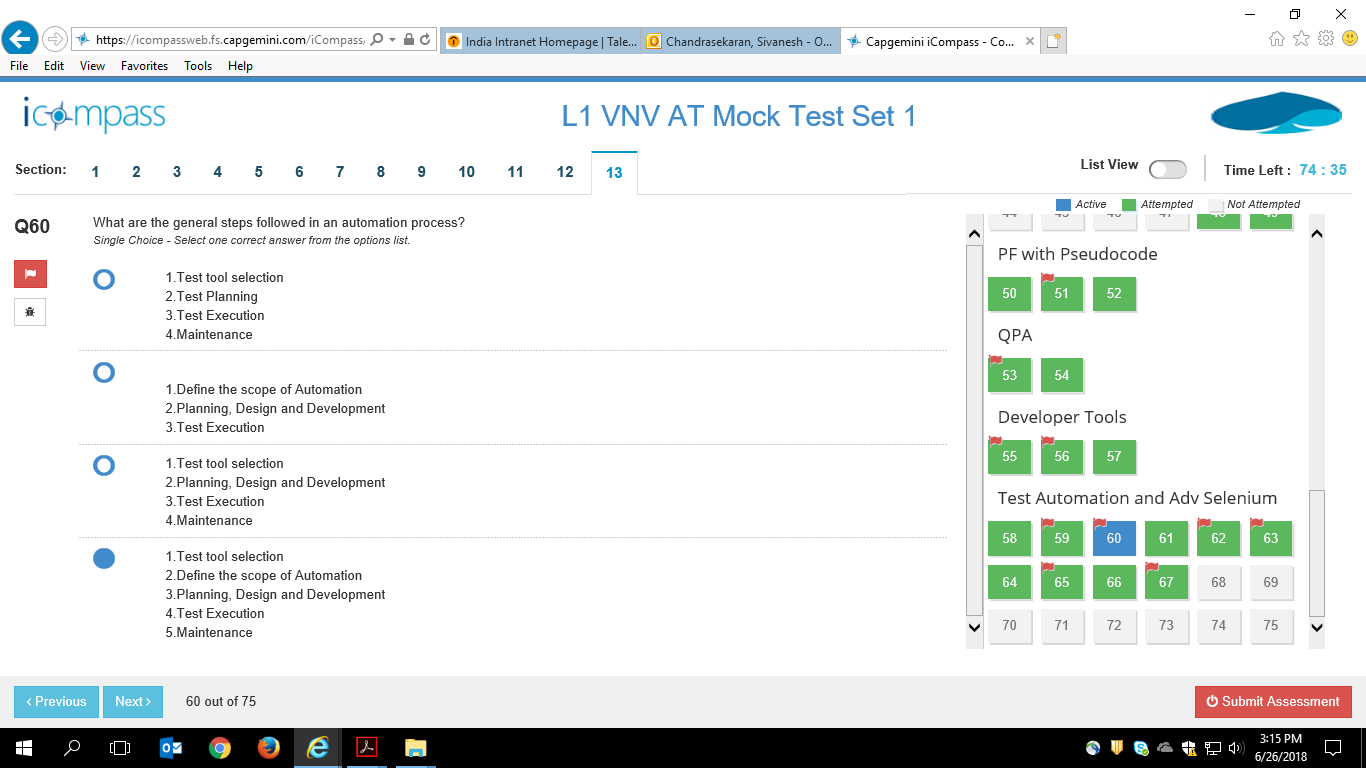 https://icompassweb.fs.capgemini.com/iCompass/
India Intranet Homepage | Tale...
Chandrasekaran, Sivanesh - O...
Capgemini iCompass - Co...
File Edit View Favorites Tools Help
icompass
L1 VNV AT Mock Test Set 1
Section: 1 2 3 4 5 6 7 8 9 10 11 12 13
List View
Time Left : 74 : 35
Active Attempted Not Attempted
Q60
What are the general steps followed in an automation process?
Single Choice - Select one correct answer from the options list.
1.Test tool selection
2.Test Planning
3.Test Execution
4.Maintenance
1.Define the scope of Automation
2.Planning, Design and Development
3.Test Execution
1.Test tool selection
2.Planning, Design and Development
3.Test Execution
4.Maintenance
1.Test tool selection
2.Define the scope of Automation
3.Planning, Design and Development
4.Test Execution
5.Maintenance
44 45 46 47 48 49
PF with Pseudocode
50 51 52
QPA
53 54
Developer Tools
55 56 57
Test Automation and Adv Selenium
58 59 60 61 62 63
64 65 66 67 68 69
70 71 72 73 74 75
‹ Previous
Next ›
60 out of 75
Submit Assessment
3:15 PM
6/26/2018